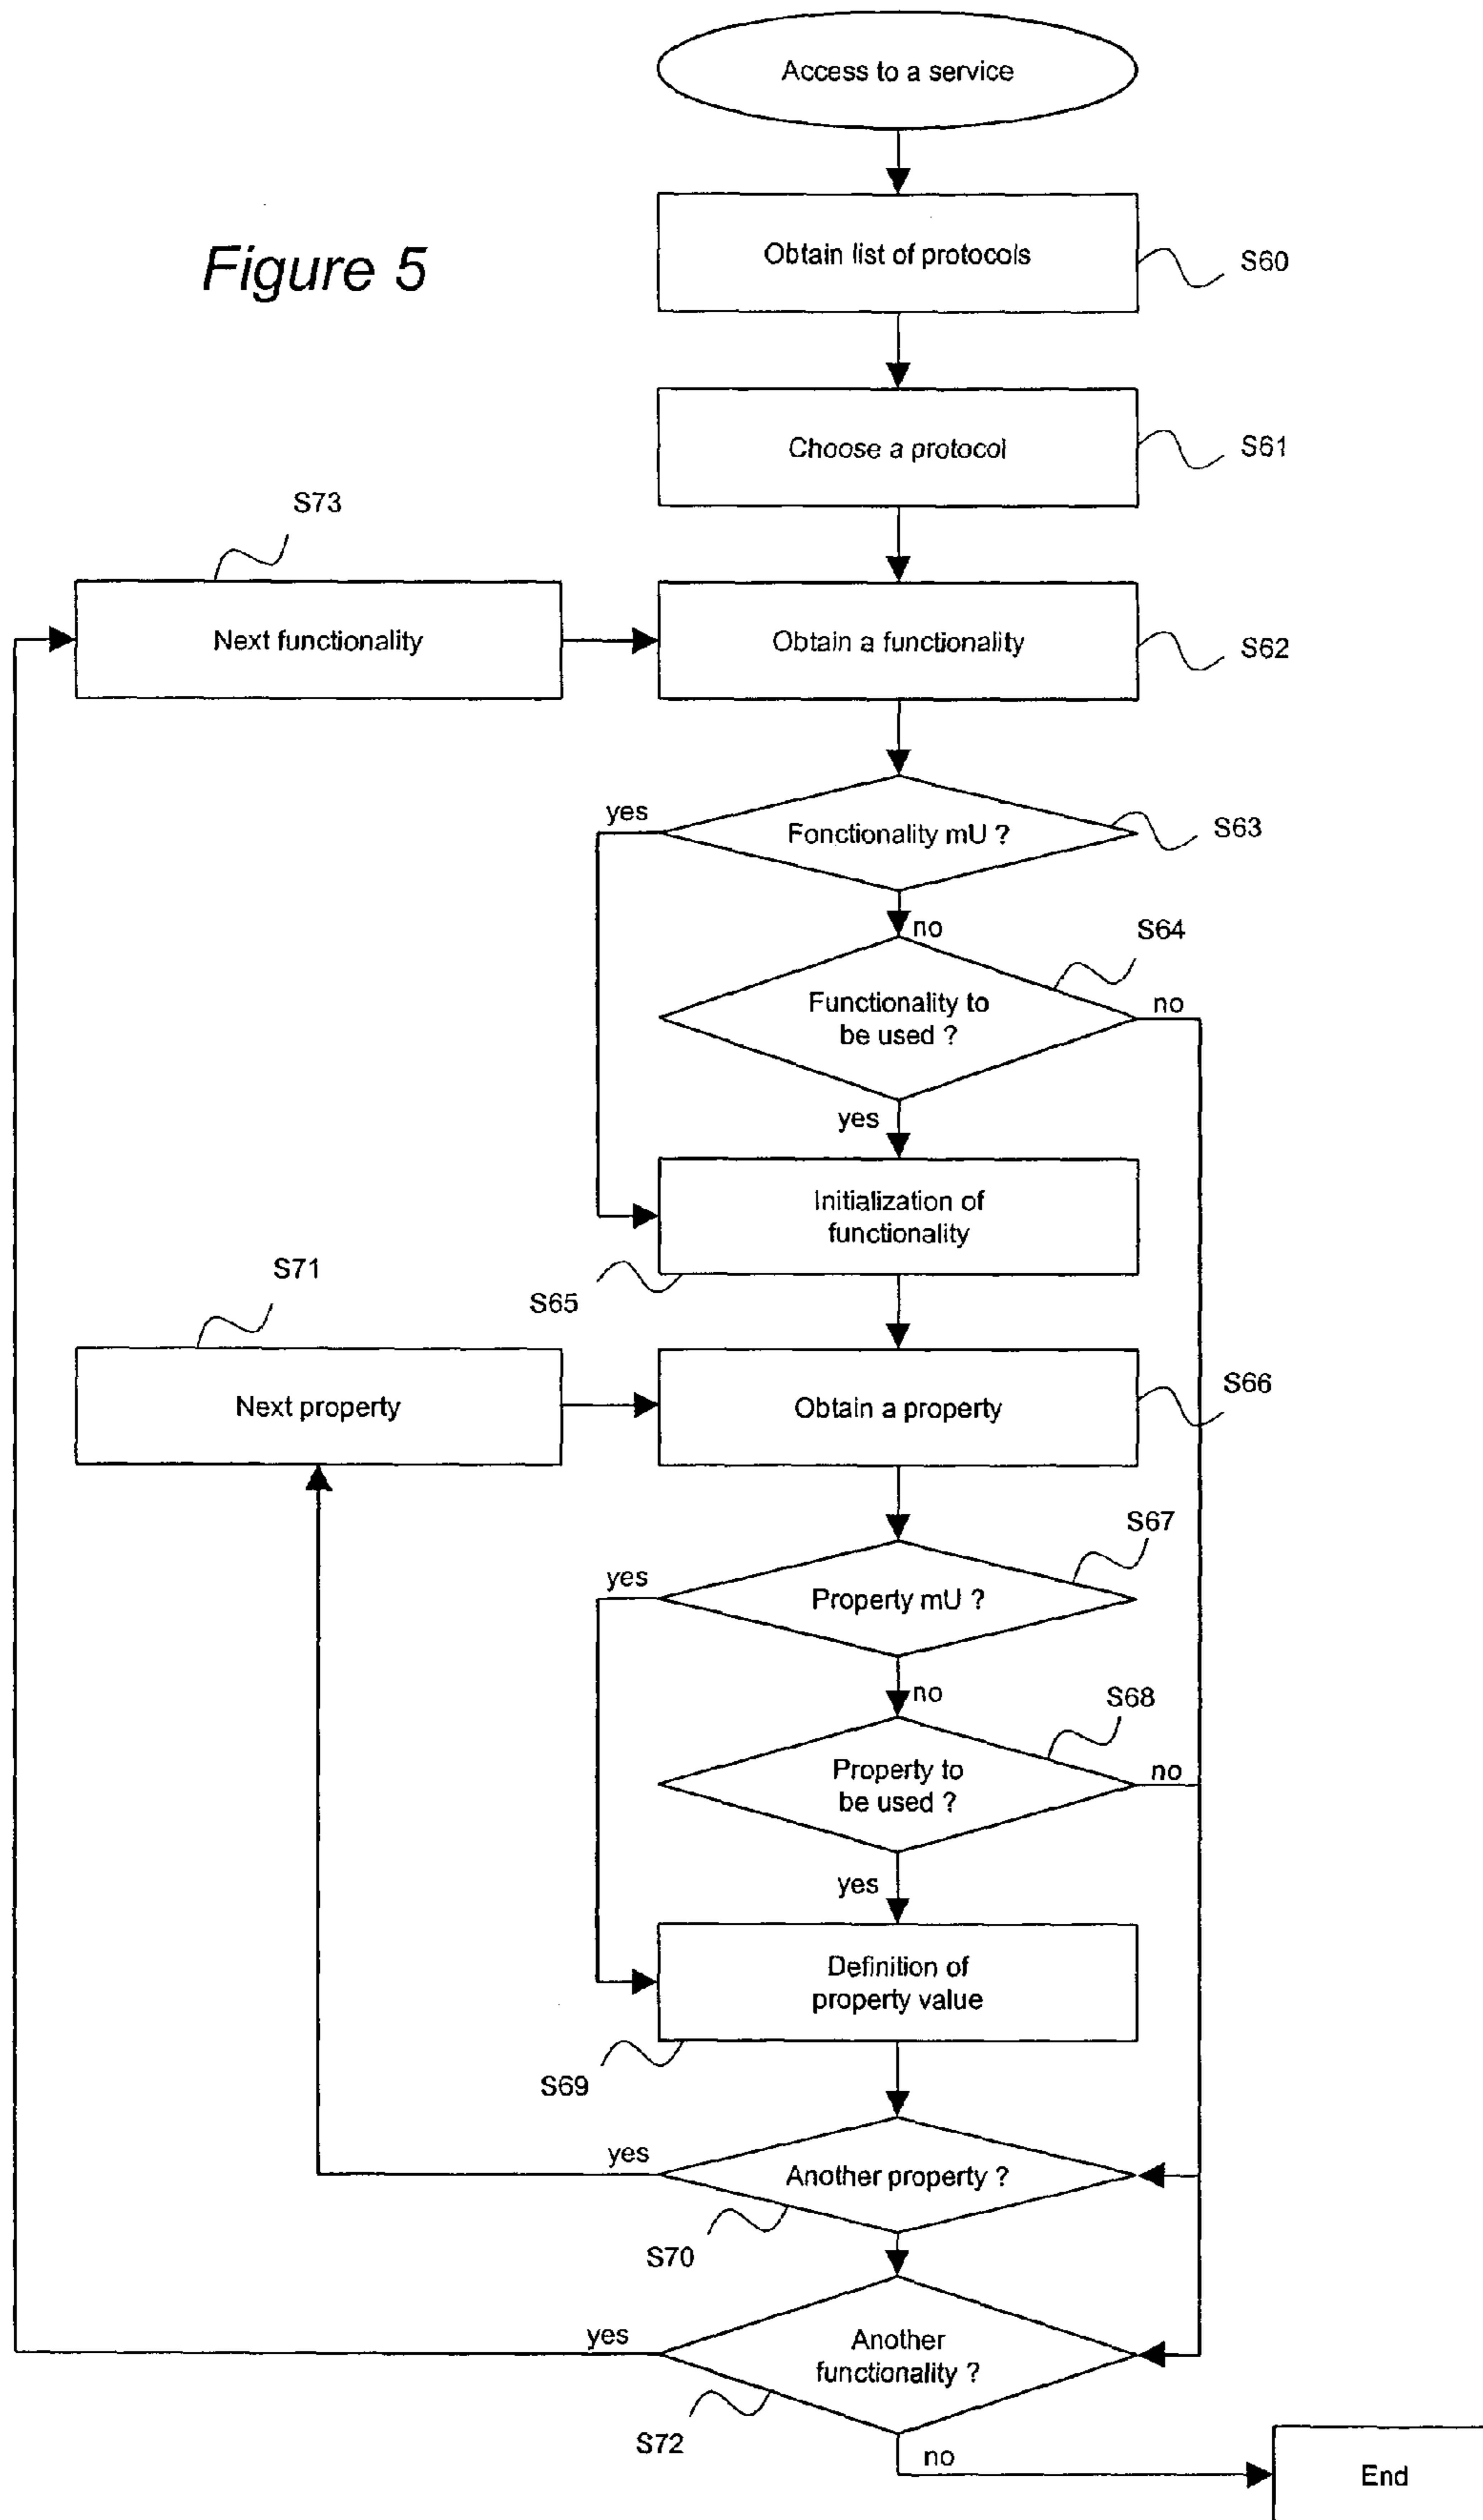 Access to a service
Figure 5
Obtain list of protocols
S60
Choose a protocol
S61
S73
Next functionality
Obtain a functionality
S62
yes
Fonctionality mU ?
S63
no
S64
Functionality to
be used ?
no
yes
Initialization of
functionality
S65
S71
Next property
Obtain a property
S66
S67
yes
Property mU ?
no
S68
Property to
be used ?
no
yes
Definition of
property value
S69
yes
Another property ?
S70
yes
Another
functionality ?
S72
no
End